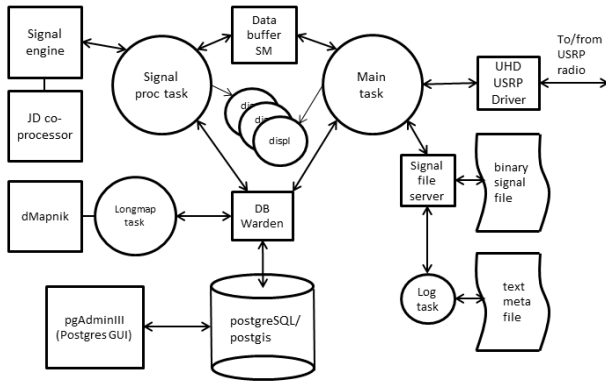 Signal
engine
JD co-
processor
Signal
proc task
Data
buffer
SM
displ
Main
task
UHD
USRP
Driver
To/from
USRP
radio
dMapnik
Longmap
task
DB
Warden
Signal
file
server
binary
signal
file
Log
task
text
meta
file
pgAdminIII
(Postgres GUI)
postgreSQL/
postgis